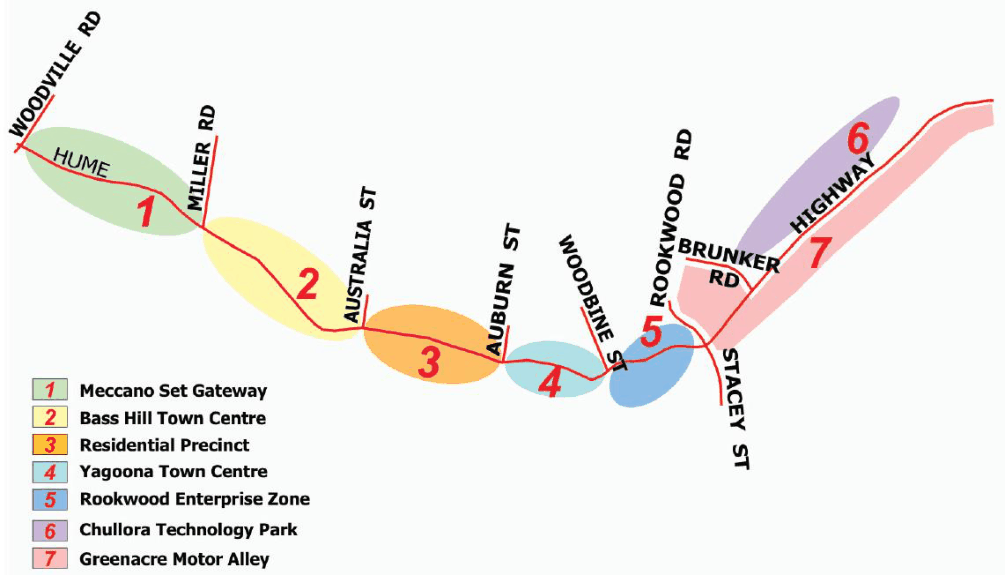 WOODVILLE RD
HUME
1
MILLER RD
2
AUSTRALIA ST
3
AUBURN ST
4
WOODBINE ST
5
ROOKWOOD RD
BRUNKER
RD
STACEY ST
6
HIGHWAY
7
1 Meccano Set Gateway
2 Bass Hill Town Centre
3 Residential Precinct
4 Yagoona Town Centre
5 Rookwood Enterprise Zone
6 Chullora Technology Park
7 Greenacre Motor Alley